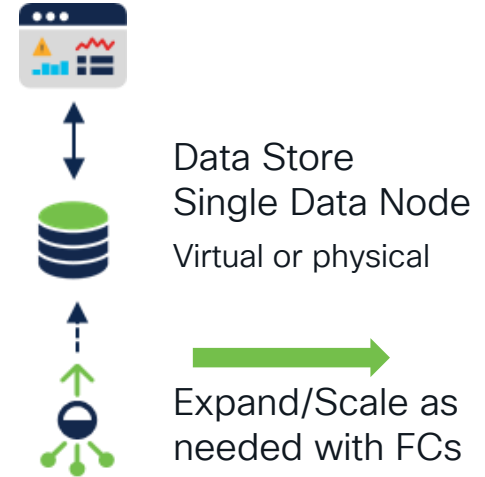 Data Store
Single Data Node
Virtual or physical
Expand/Scale as
needed with FCs